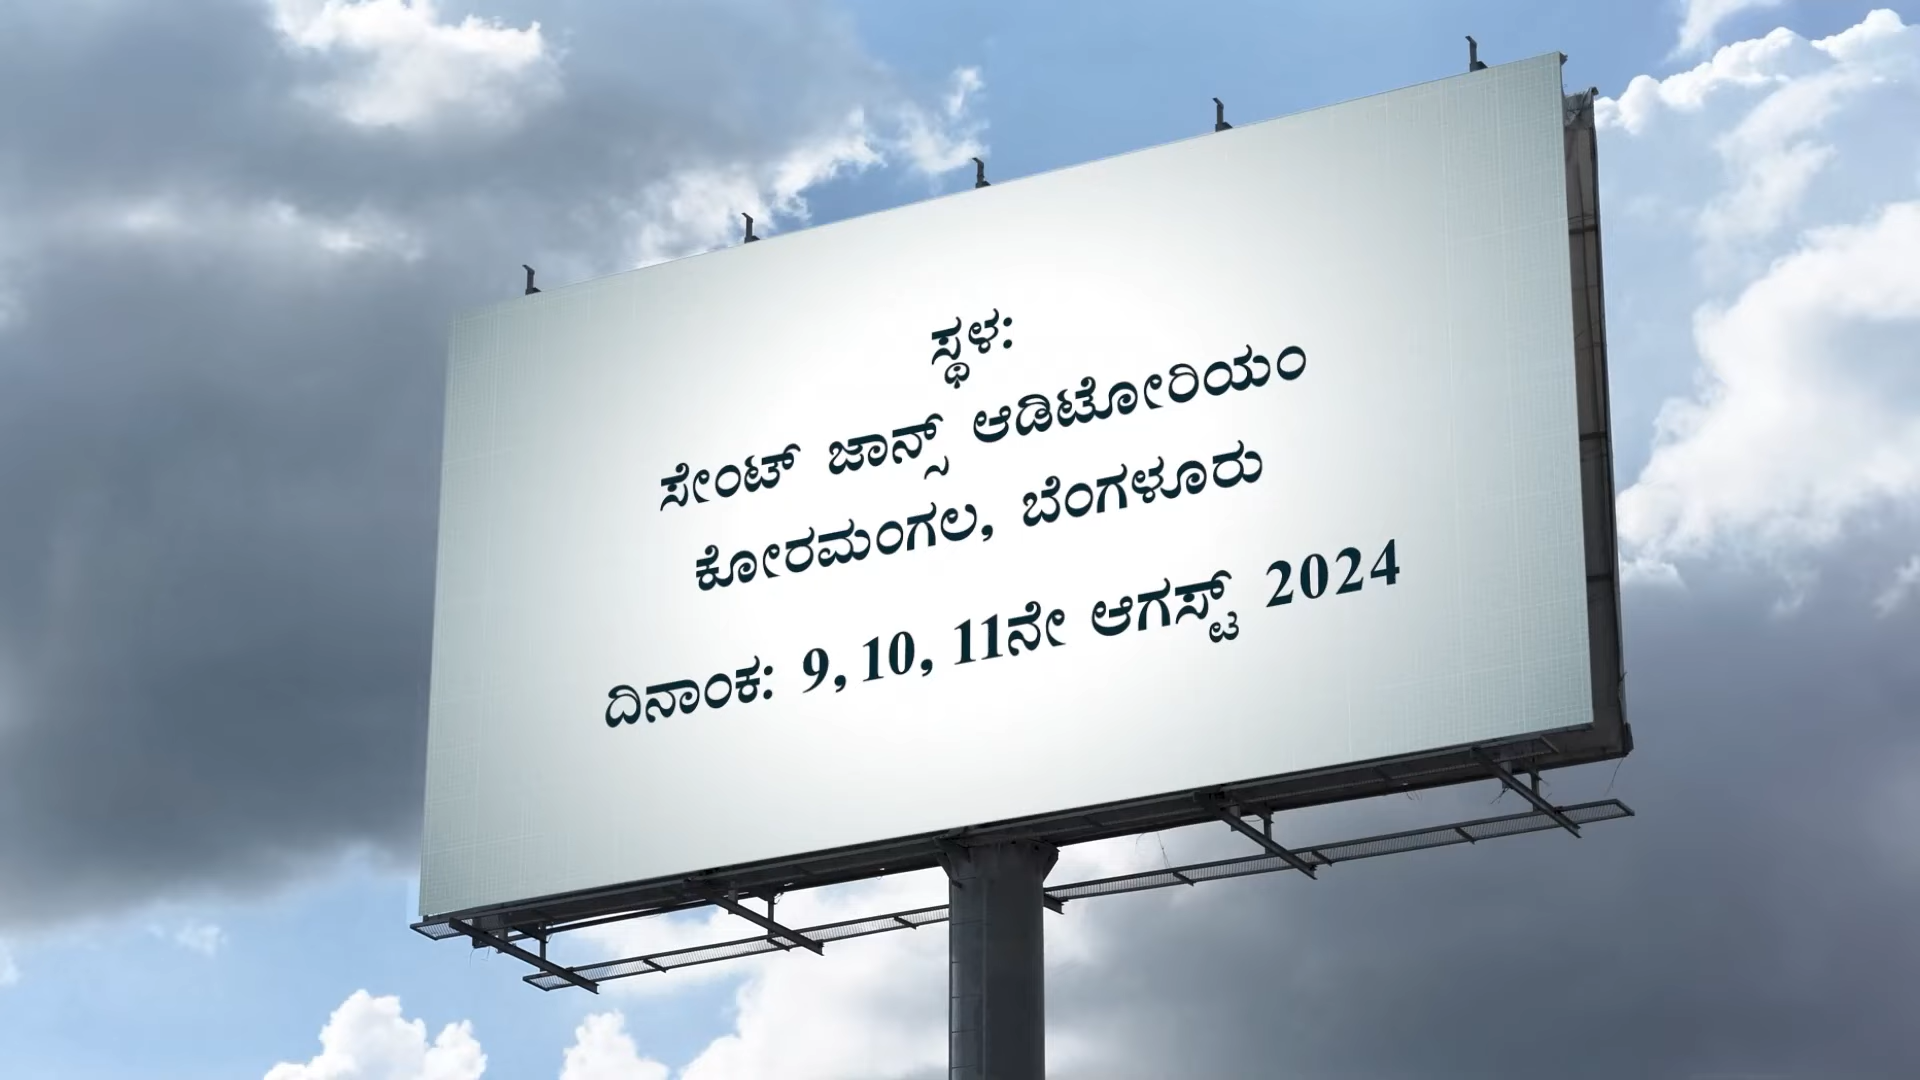 ಸ್ಥಳ:
ಸೇಂಟ್ ಜಾನ್ಸ್ ಆಡಿಟೋರಿಯಂ
ಕೋರಮಂಗಲ, ಬೆಂಗಳೂರು
ದಿನಾಂಕ: 9, 10, 11ನೇ ಆಗಸ್ಟ್ 2024